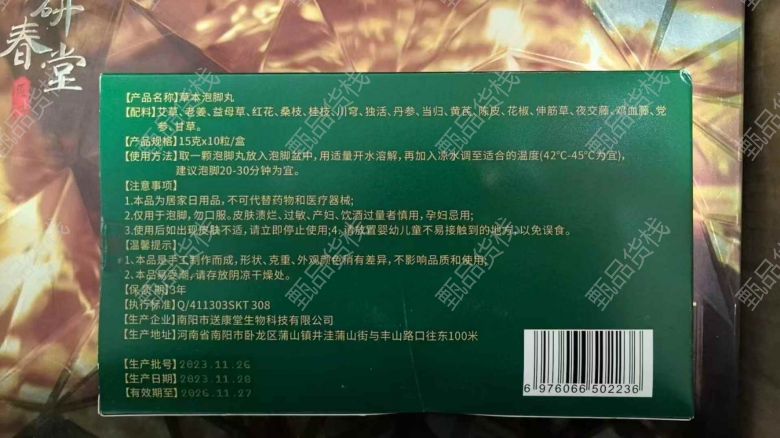 研春堂
【产品名称】草本泡脚丸
【配料】艾草、老姜、益母草、红花、桑枝、桂枝、川穹、独活、丹参、当归、黄芪、陈皮、花椒、伸筋草、夜交藤、鸡血藤、党
参、甘草。
【产品规格】15克x10粒/盒
【使用方法】取一颗泡脚丸放入泡脚盆中，用适量开水溶解，再加入凉水调至适合的温度(42℃-45℃为宜)，
建议泡脚20-30分钟为宜。
【注意事项】
1.本品为居家日用品，不可代替药物和医疗器械；
2.仅用于泡脚，勿口服。皮肤溃烂、过敏、产妇、饮酒过量者慎用，孕妇忌用；
3.使用后如出现皮肤不适，请立即停止使用；4、请放置婴幼儿童不易接触到的地方，以免误食。
【温馨提示】
1.本品是手工制作而成，形状、克重、外观颜色稍有差异，不影响品质和使用；
2.本品易受潮，请存放阴凉干燥处。
【保质期】3年
【执行标准】Q/411303SKT 308
【生产企业】南阳市送康堂生物科技有限公司
【生产地址】河南省南阳市卧龙区蒲山镇井洼蒲山街与丰山路口往东100米
【生产批号】2023.11.26
【生产日期】2023.11.28
【有效期至】2026.11.27
6 976066 502236
甄品货栈